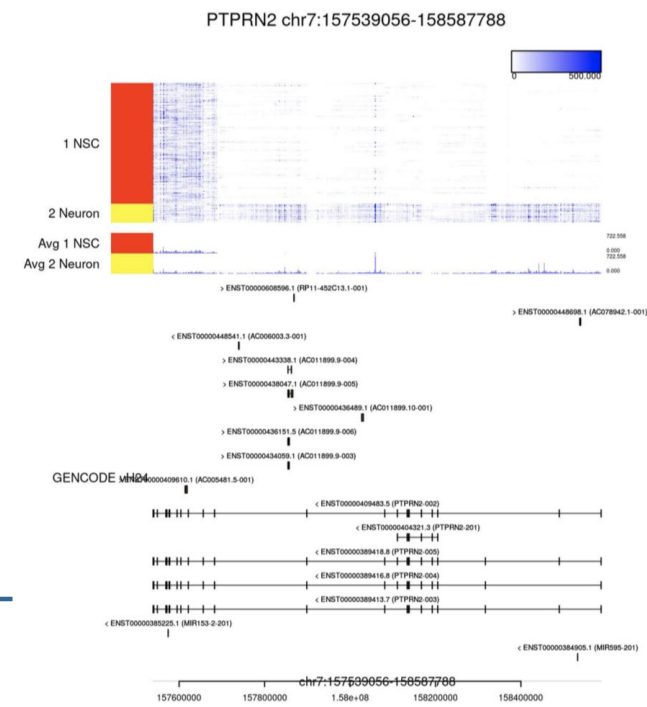 PTPRN2 chr7:157539056-158587788
0 500.000
1 NSC
2 Neuron
Avg 1 NSC
722.558
0.000
Avg 2 Neuron
722.558
0.000
> ENST00000608596.1 (RP11-452C13.1-001)
> ENST00000448698.1 (AC078942.1-001)
< ENST00000448541.1 (AC006003.3-001)
> ENST00000443338.1 (AC011899.9-004)
> ENST00000438047.1 (AC011899.9-005)
> ENST00000436489.1 (AC011899.10-001)
> ENST00000436151.5 (AC011899.9-006)
> ENST00000434059.1 (AC011899.9-003)
GENCODE
00000409610.1 (AC005481.5-001)
< ENST00000409483.5 (PTPRN2-002)
< ENST00000404321.3 (PTPRN2-201)
< ENST00000389418.8 (PTPRN2-005)
< ENST00000389416.8 (PTPRN2-004)
< ENST00000389413.7 (PTPRN2-003)
< ENST00000385225.1 (MIR153-2-201)
< ENST00000384905.1 (MIR595-201)
chr7:157539056-158587788
157600000 157800000 1.58e+08 158200000 158400000